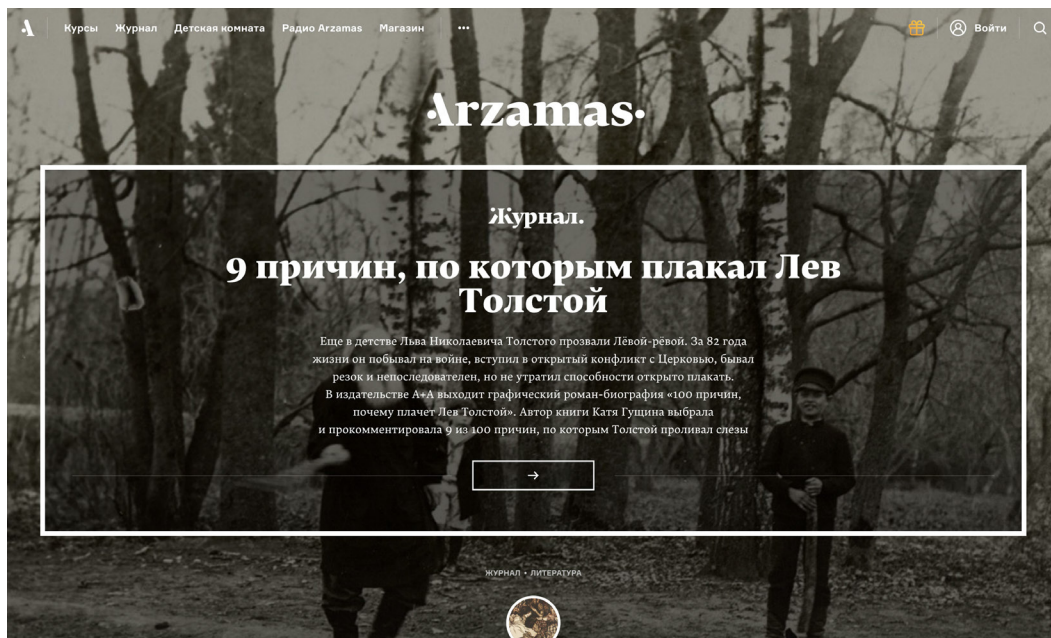 Курсы Журнал Детская комната Радио Arzamas Магазин ••• Войти
Arzamas
Журнал.
9 причин, по которым плакал Лев
Толстой
Еще в детстве Льва Николаевича Толстого прозвали Лёвой-рёвой. За 82 года
жизни он побывал на войне, вступил в открытый конфликт с Церковью, бывал
резок и непоследователен, но не утратил способности открыто плакать.
В издательстве А+А выходит графический роман-биография «100 причин,
почему плачет Лев Толстой». Автор книги Катя Гущина выбрала
и прокомментировала 9 из 100 причин, по которым Толстой проливал слезы
ЖУРНАЛ • ЛИТЕРАТУРА